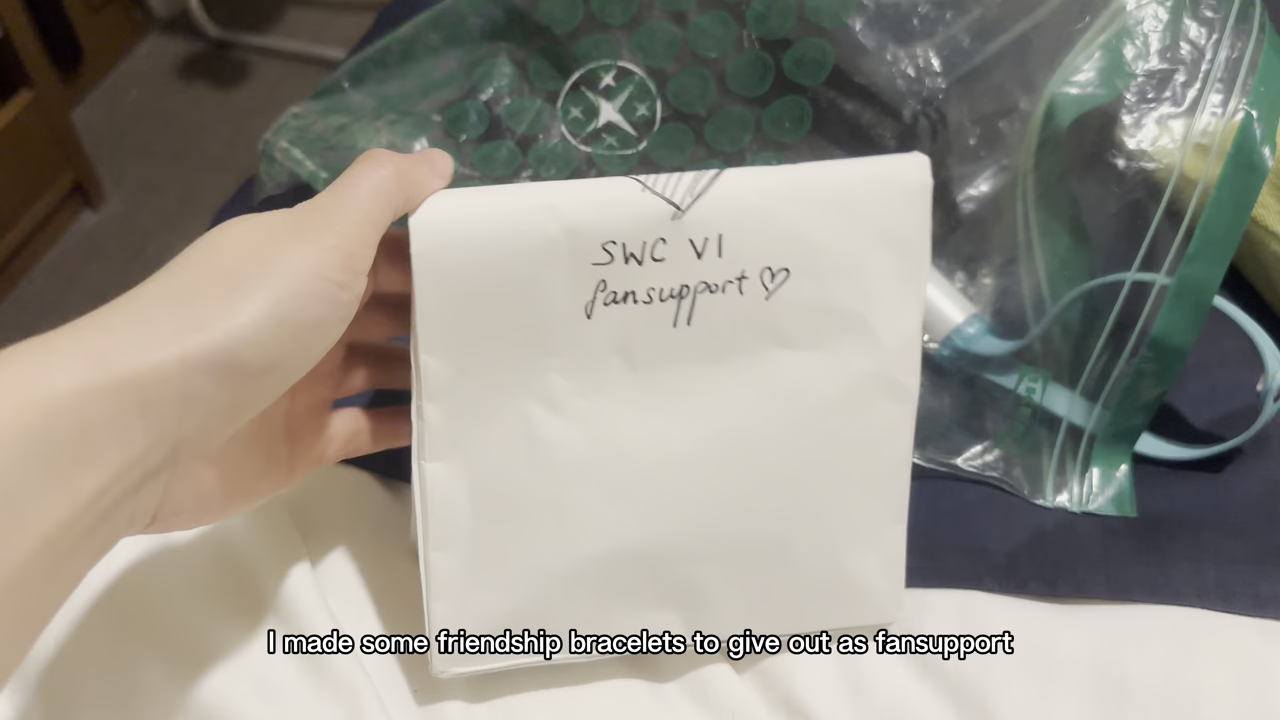 SWC VI
fansupport♡
I made some friendship bracelets to give out as fansupport